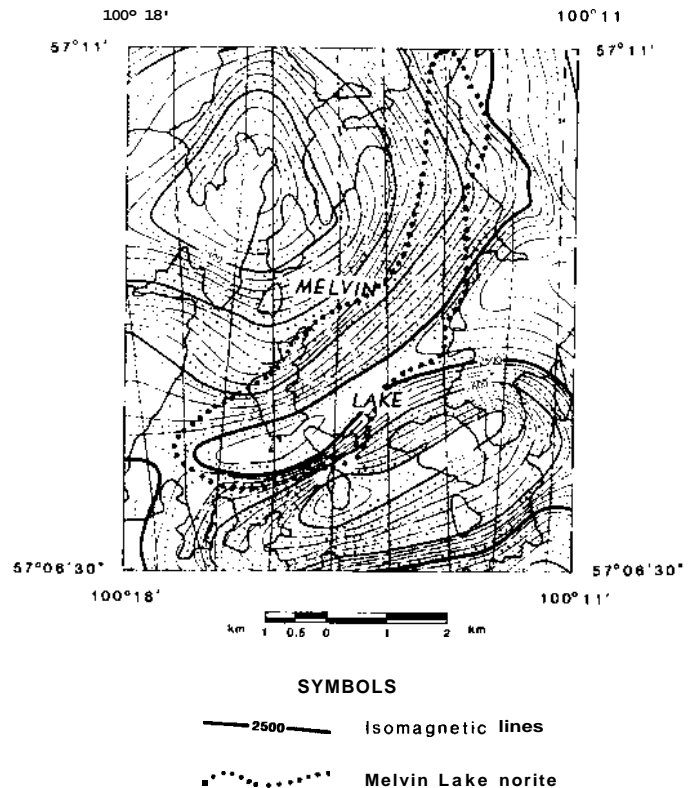 100° 18' 100° 11
57° 11' 57° 11'
MELVIN
LAKE
57° 06' 30" 57° 06' 30"
100° 18' 100° 11'
km 1 0.5 0 1 2 km
SYMBOLS
2500 Isomagnetic lines
Melvin Lake norite